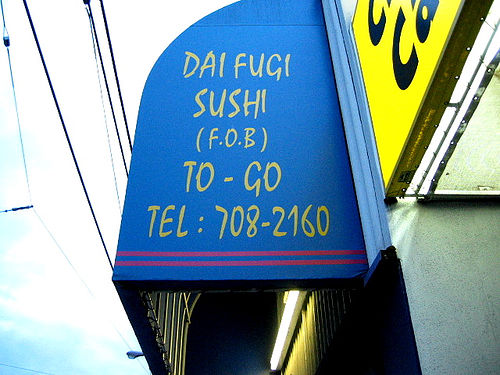 DAI FUGI
SUSHI
(F.O.B)
TO - GO
TEL : 708-2160